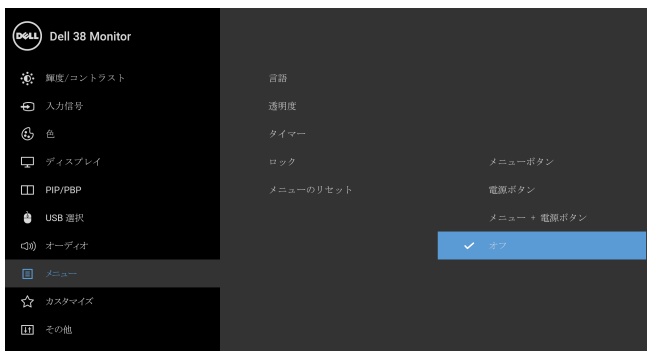 DELL Dell 38 Monitor
輝度/コントラスト
入力信号
色
ディスプレイ
PIP/PBP
USB 選択
オーディオ
メニュー
カスタマイズ
その他
言語
透明度
タイマー
ロック
メニューのリセット
メニューボタン
電源ボタン
メニュー + 電源ボタン
オフ